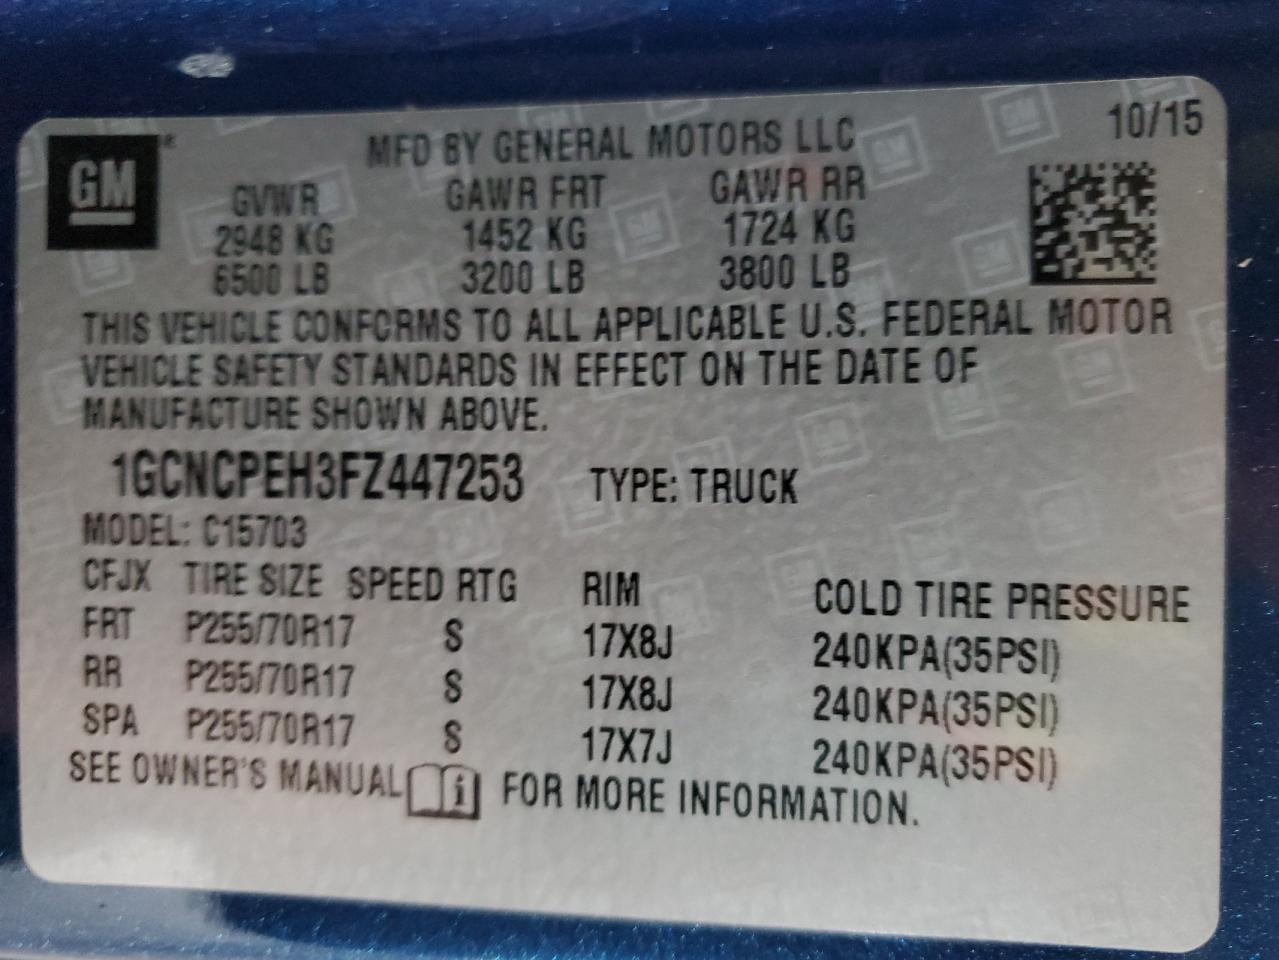 GM
MFD BY GENERAL MOTORS LLC 10/15
GVWR GAWR FRT GAWR RR
2948 KG 1452 KG 1724 KG
6500 LB 3200 LB 3800 LB
THIS VEHICLE CONFORMS TO ALL APPLICABLE U.S. FEDERAL MOTOR
VEHICLE SAFETY STANDARDS IN EFFECT ON THE DATE OF
MANUFACTURE SHOWN ABOVE.
1GCNCPEH3FZ447253 TYPE: TRUCK
MODEL: C15703
CFJX TIRE SIZE SPEED RTG RIM COLD TIRE PRESSURE
FRT P255/70R17 S 17X8J 240KPA(35PSI)
RR P255/70R17 S 17X8J 240KPA(35PSI)
SPA P255/70R17 S 17X7J 240KPA(35PSI)
SEE OWNER'S MANUAL i FOR MORE INFORMATION.